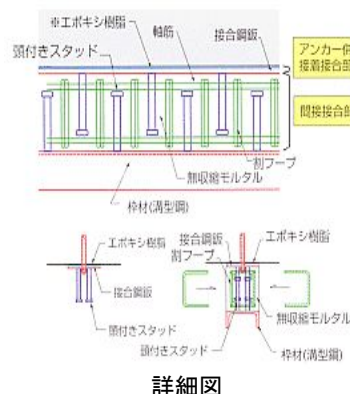 ※エポキシ樹脂
軸筋
接合鋼鈑
頭付きスタッド
アンカー併
接着接合部
間接接合部
割フープ
無収縮モルタル
枠材(溝型鋼)
エポキシ樹脂
接合鋼鈑
頭付きスタッド
接合鋼鈑
エポキシ樹脂
割フープ
無収縮モルタル
頭付きスタッド
枠材(溝型鋼)
詳細図